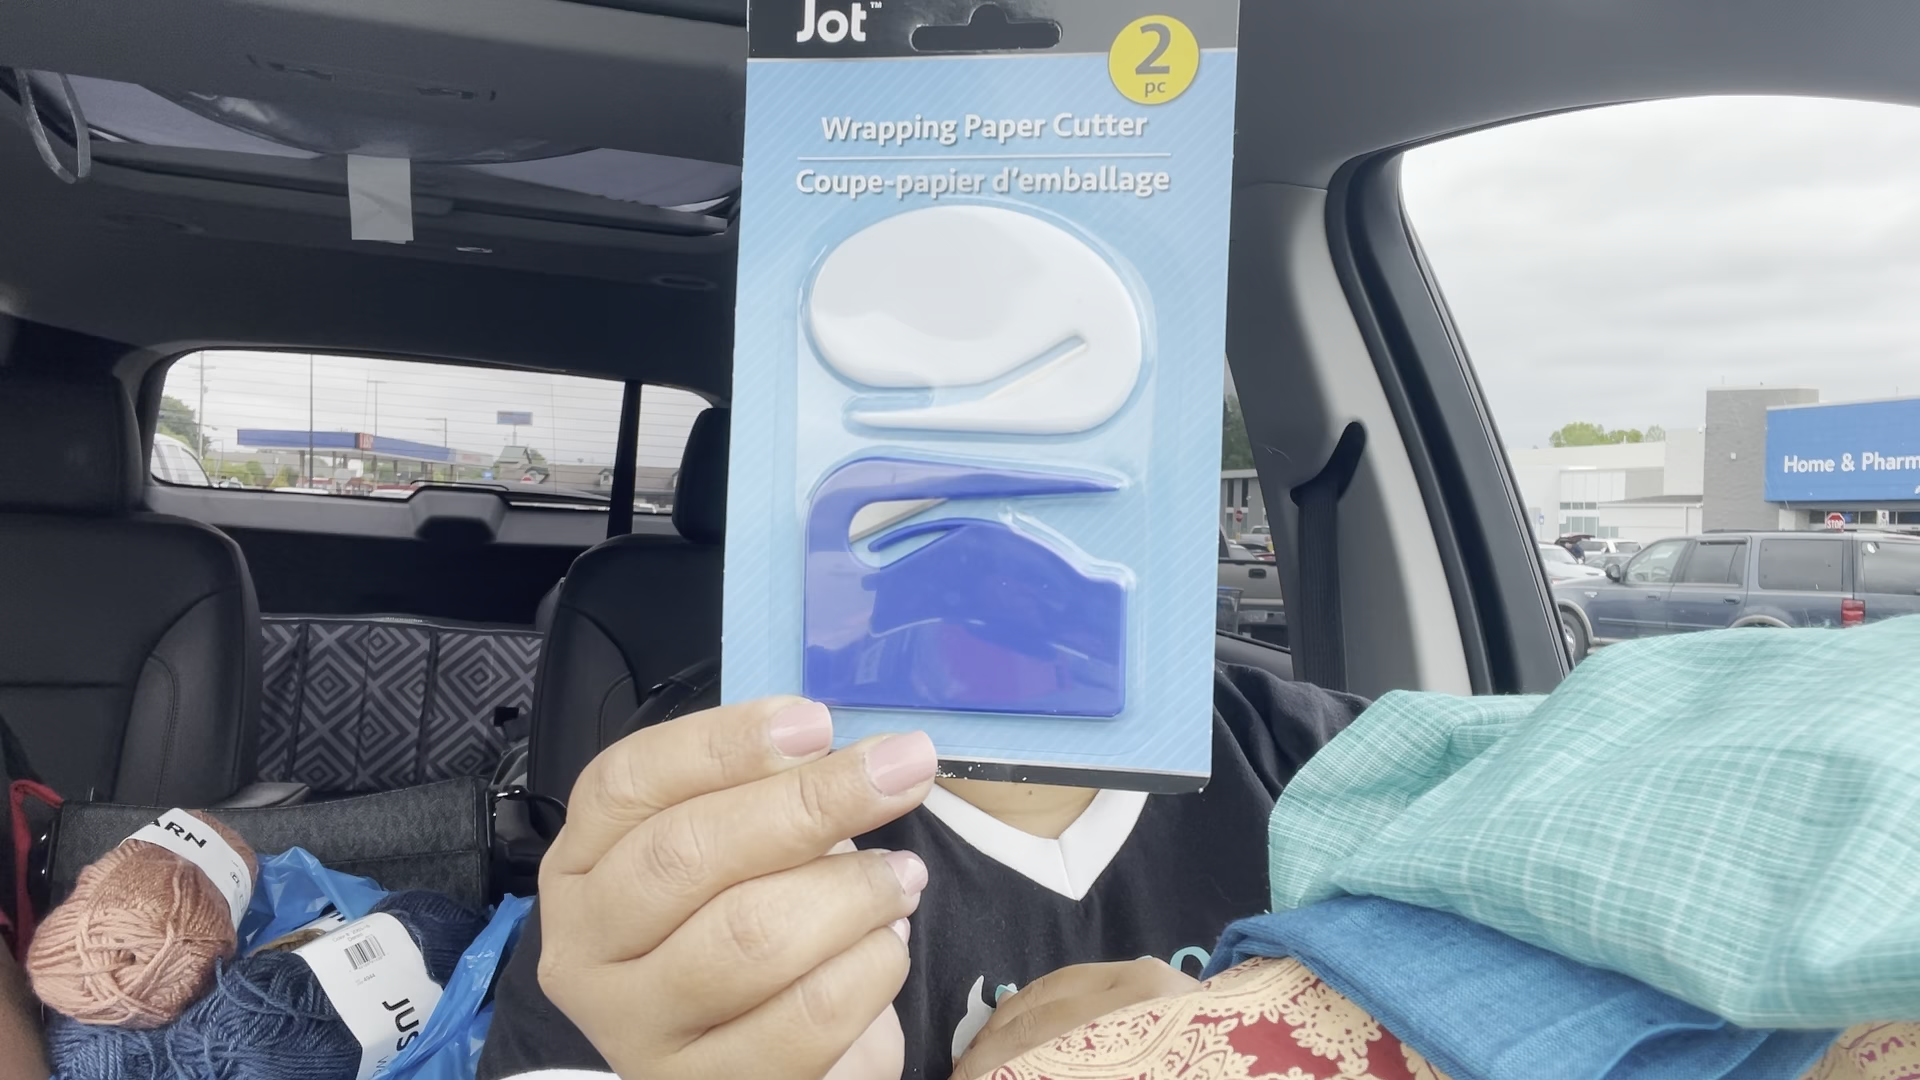 Jot™
2
pc
Wrapping Paper Cutter
Coupe-papier d'emballage
Home & Pharm
STOP
ARN
JUS